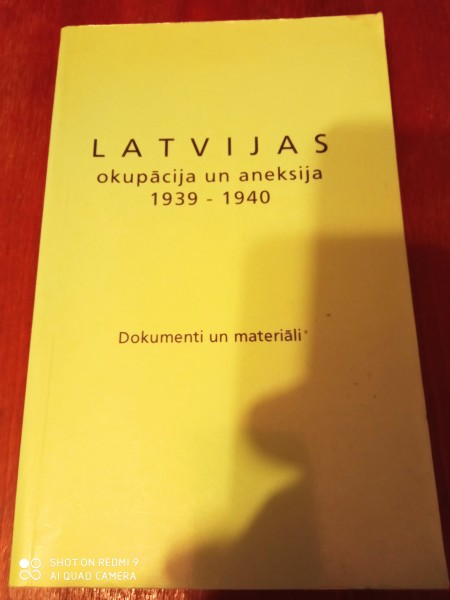 LATVIJAS
okupācija un aneksija
1939 - 1940
Dokumenti un materiāli
SHOT ON REDMI 9
AI QUAD CAMERA